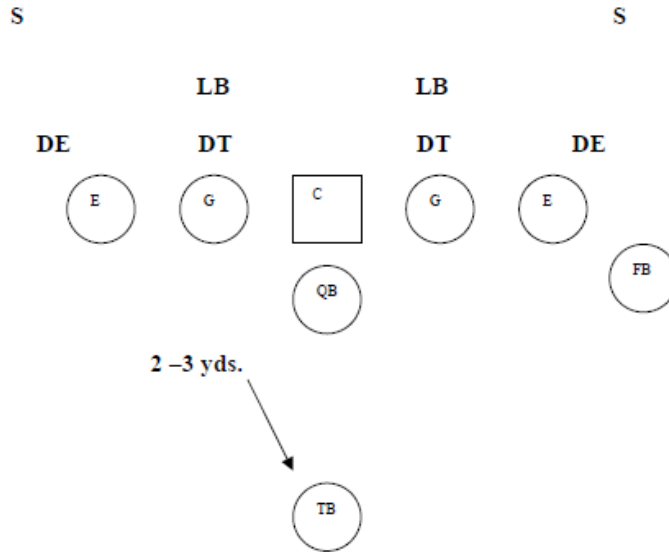 S S
LB LB
DE DT DT DE
E G C G E
FB
QB
2 –3 yds.
TB